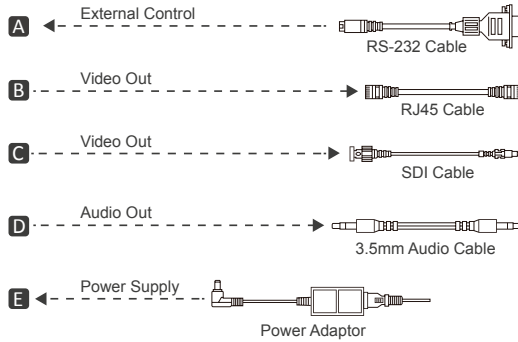 A External Control
RS-232 Cable
B Video Out
RJ45 Cable
C Video Out
SDI Cable
D Audio Out
3.5mm Audio Cable
E Power Supply
Power Adaptor